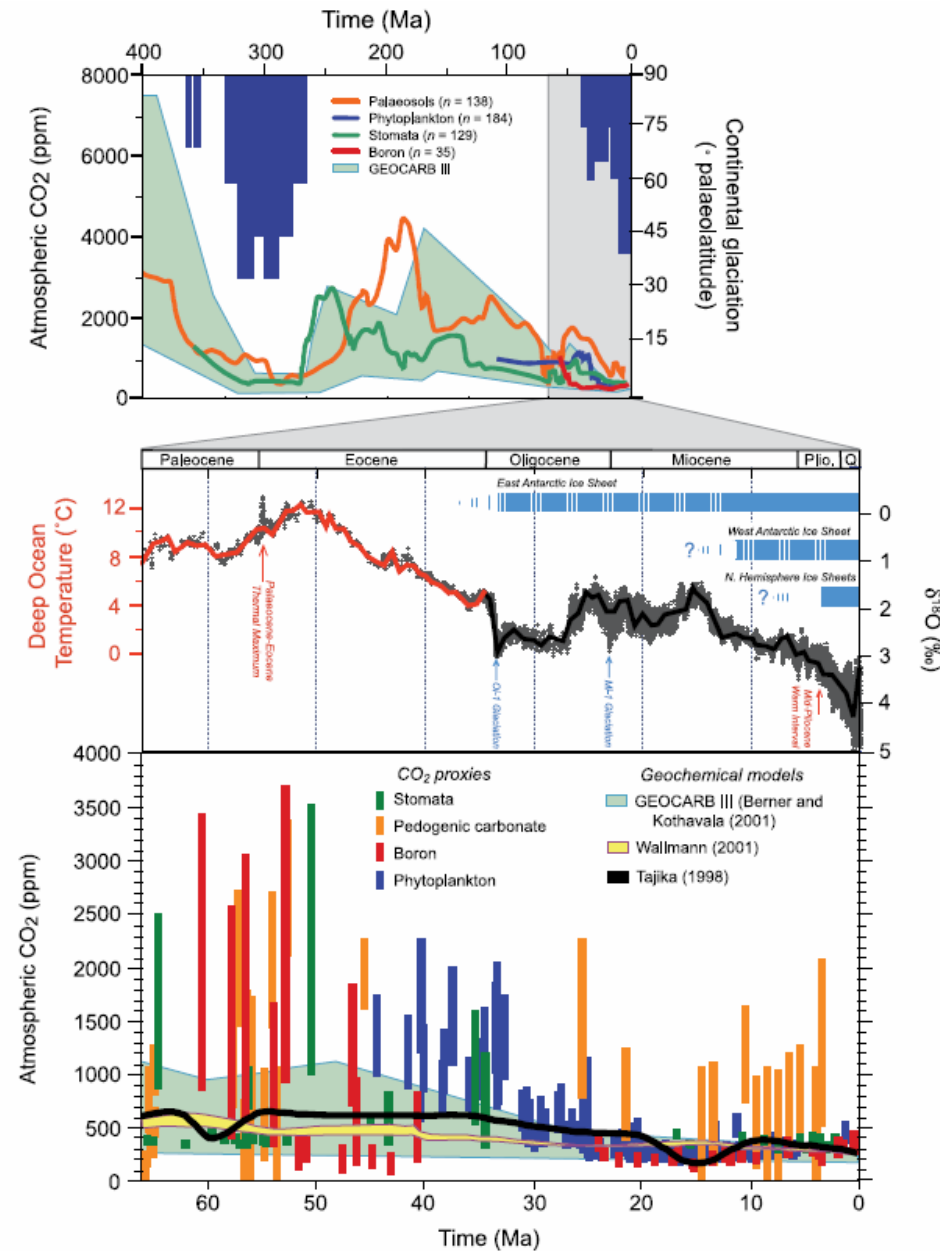 Time (Ma)
400 300 200 100 0
8000
6000
4000
2000
0
Atmospheric CO2 (ppm)
Palaeosols (n = 138)
Phytoplankton (n = 184)
Stomata (n = 129)
Boron (n = 35)
GEOCARB III
90
75
60
45
30
15
Continental glaciation
(° palaeolatitude)
Paleocene Eocene Oligocene Miocene Plio. Q
East Antarctic Ice Sheet
West Antarctic Ice Sheet
?
N. Hemisphere Ice Sheets
?
12
8
4
0
Deep Ocean
Temperature (°C)
Palaeocene-Eocene
Thermal Maximum
Oi-1 Glaciation
Mi-1 Glaciation
Mid-Pliocene
Warm Interval
0
1
2
3
4
5
δ18O (‰)
4000
3500
3000
2500
2000
1500
1000
500
0
Atmospheric CO2 (ppm)
CO2 proxies
Stomata
Pedogenic carbonate
Boron
Phytoplankton
Geochemical models
GEOCARB III (Berner and
Kothavala (2001)
Wallmann (2001)
Tajika (1998)
60 50 40 30 20 10 0
Time (Ma)